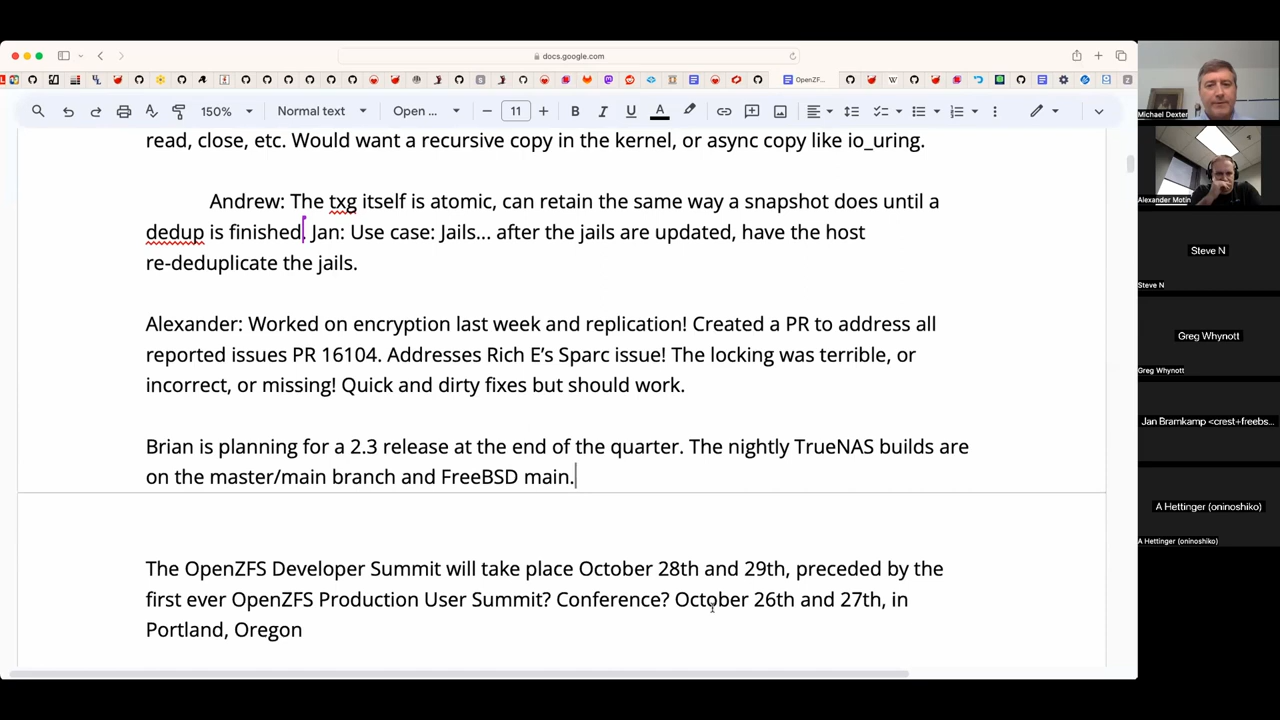 docs.google.com
OpenZF...
150%
Normal text
Open ...
11
read, close, etc. Would want a recursive copy in the kernel, or async copy like io_uring.
Andrew: The txg itself is atomic, can retain the same way a snapshot does until a
dedup is finished. Jan: Use case: Jails... after the jails are updated, have the host
re-deduplicate the jails.
Alexander: Worked on encryption last week and replication! Created a PR to address all
reported issues PR 16104. Addresses Rich E's Sparc issue! The locking was terrible, or
incorrect, or missing! Quick and dirty fixes but should work.
Brian is planning for a 2.3 release at the end of the quarter. The nightly TrueNAS builds are
on the master/main branch and FreeBSD main.
The OpenZFS Developer Summit will take place October 28th and 29th, preceded by the
first ever OpenZFS Production User Summit? Conference? October 26th and 27th, in
Portland, Oregon
Michael Dexter
Alexander Motin
Steve N
Steve N
Greg Whynott
Greg Whynott
Jan Bramkamp <crest+freebs...
A Hettinger (oninoshiko)
A Hettinger (oninoshiko)